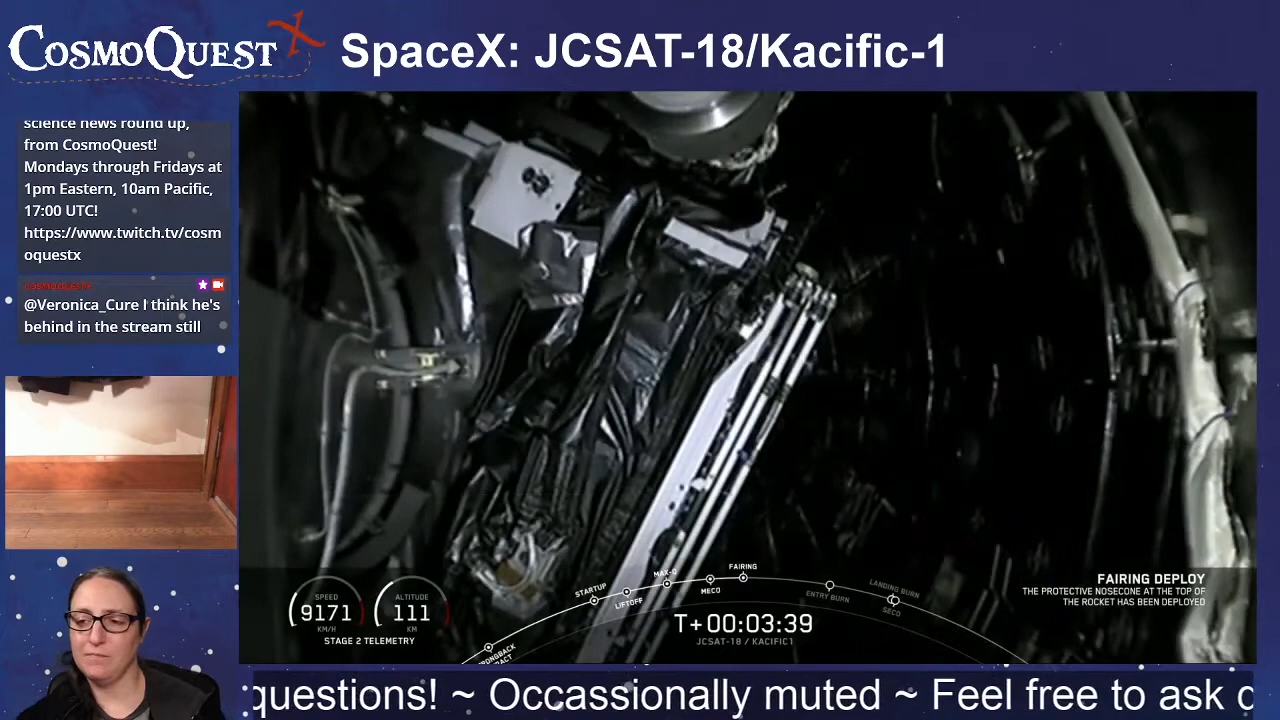 COSMOQUEST X
SpaceX: JCSAT-18/Kacific-1
science news round up,
from CosmoQuest!
Mondays through Fridays at
1pm Eastern, 10am Pacific,
17:00 UTC!
https://www.twitch.tv/cosm
oquestx
COSMOQUESTX
@Veronica_Cure I think he's
behind in the stream still
SPEED
9171
KM/H
ALTITUDE
111
KM
STAGE 2 TELEMETRY
STARTUP
LIFTOFF
MAX-Q
MECO
FAIRING
ENTRY BURN
LANDING BURN
SECO
T+00:03:39
JCSAT-18 / KACIFIC1
FAIRING DEPLOY
THE PROTECTIVE NOSECONE AT THE TOP OF
THE ROCKET HAS BEEN DEPLOYED
questions! ~ Occassionally muted ~ Feel free to ask